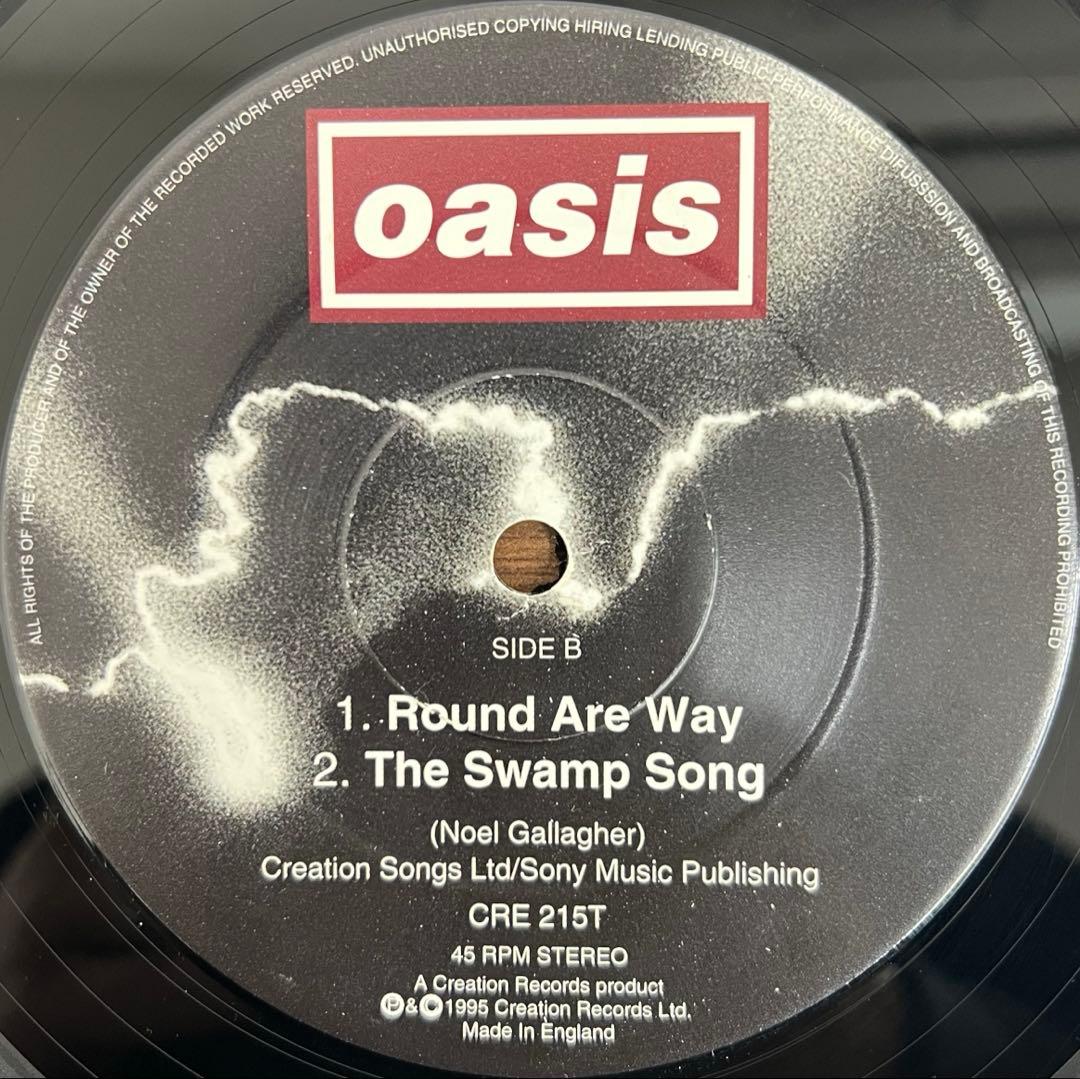 ALL RIGHTS OF THE PRODUCER AND OF THE OWNER OF THE RECORDED WORK RESERVED. UNAUTHORISED COPYING HIRING LENDING PUBLIC PERFORMANCE DIFUSSSION AND BROADCASTING OF THIS RECORDING PROHIBITED
oasis
SIDE B
1. Round Are Way
2. The Swamp Song
(Noel Gallagher)
Creation Songs Ltd/Sony Music Publishing
CRE 215T
45 RPM STEREO
A Creation Records product
℗&©1995 Creation Records Ltd.
Made In England